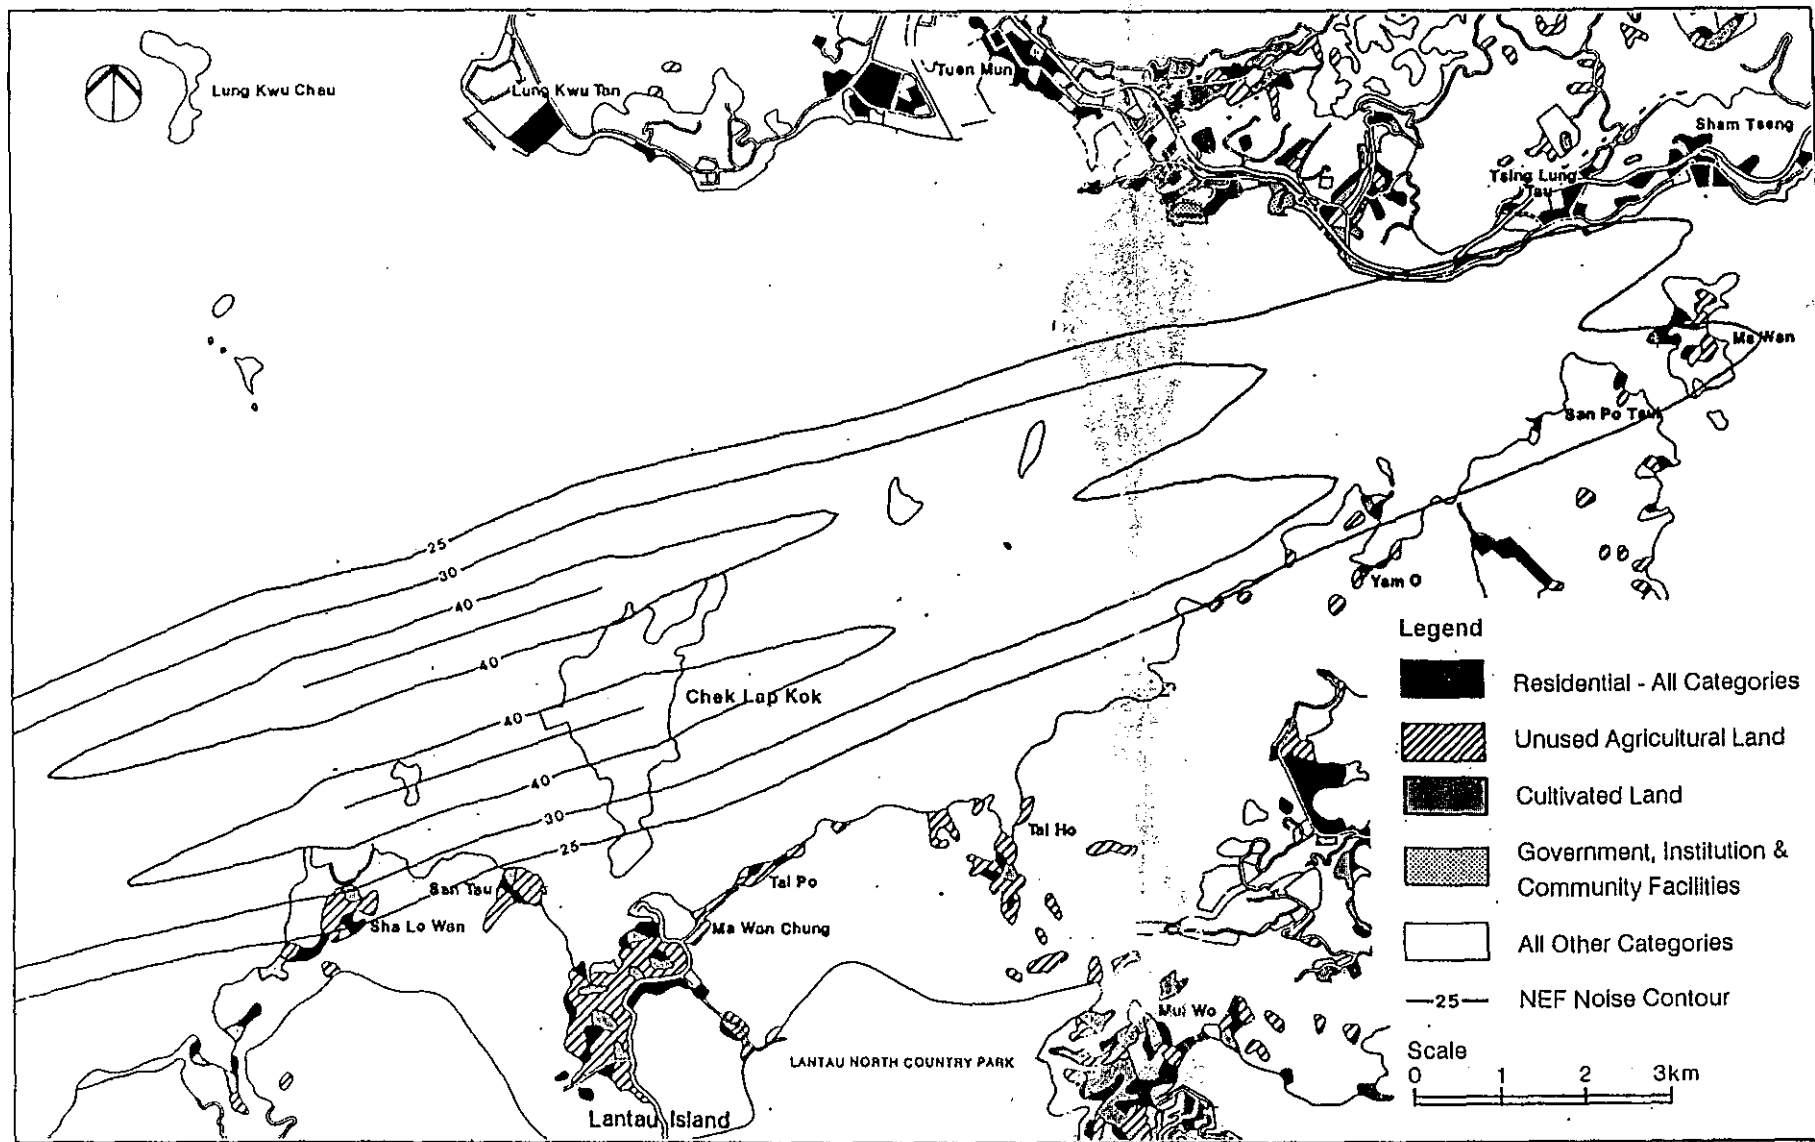 Lung Kwu Chau
Lung Kwu Tan
Tuen Mun
Sham Tseng
Tsing Lung
Tau
Ma Wan
San Po Tsui
25
30
40
40
Yam O
Chek Lap Kok
40
40
30
25
Tai Ho
Tai Po
San Tau
Sha Lo Wan
Ma Wan Chung
Mui Wo
LANTAU NORTH COUNTRY PARK
Lantau Island
Legend
Residential - All Categories
Unused Agricultural Land
Cultivated Land
Government, Institution &
Community Facilities
All Other Categories
25 NEF Noise Contour
Scale
0 1 2 3km